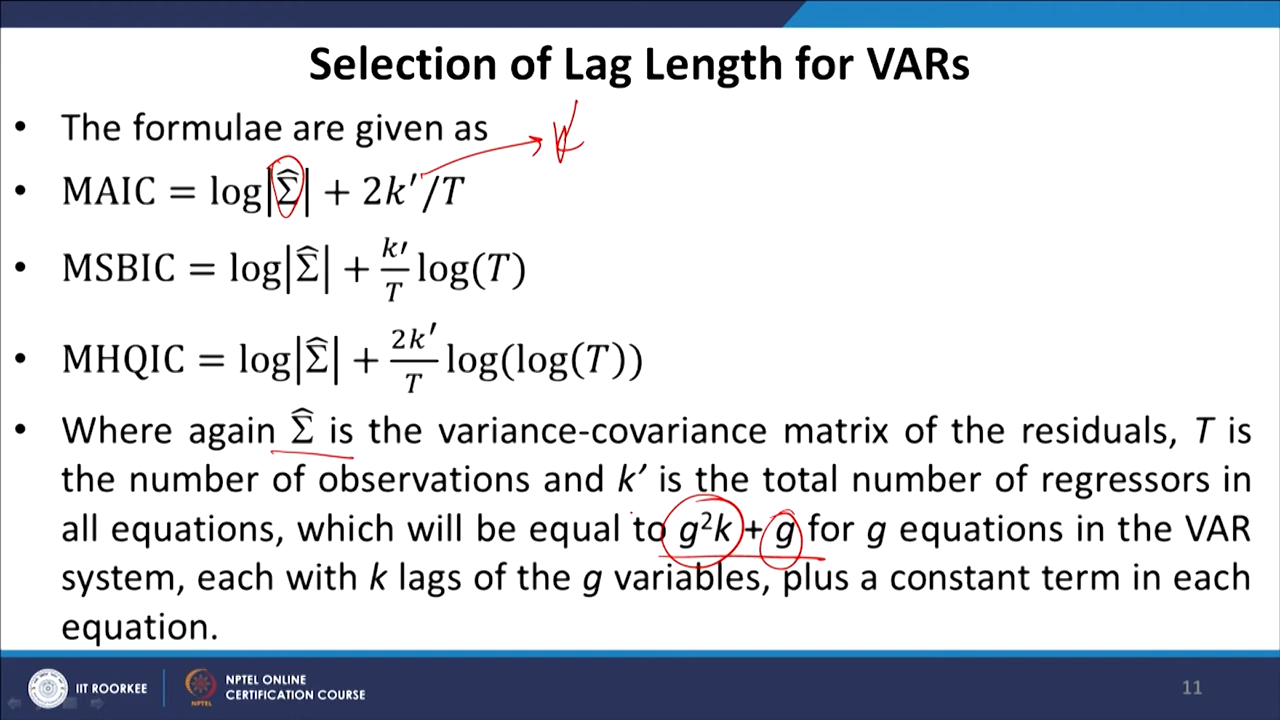 Selection of Lag Length for VARs
• The formulae are given as
• MAIC = log|Σ̂| + 2k′/T
• MSBIC = log|Σ̂| + k′/T log(T)
• MHQIC = log|Σ̂| + 2k′/T log(log(T))
• Where again Σ̂ is the variance-covariance matrix of the residuals, T is
the number of observations and k′ is the total number of regressors in
all equations, which will be equal to g²k + g for g equations in the VAR
system, each with k lags of the g variables, plus a constant term in each
equation.
IIT ROORKEE
NPTEL ONLINE
CERTIFICATION COURSE
NPTEL
11